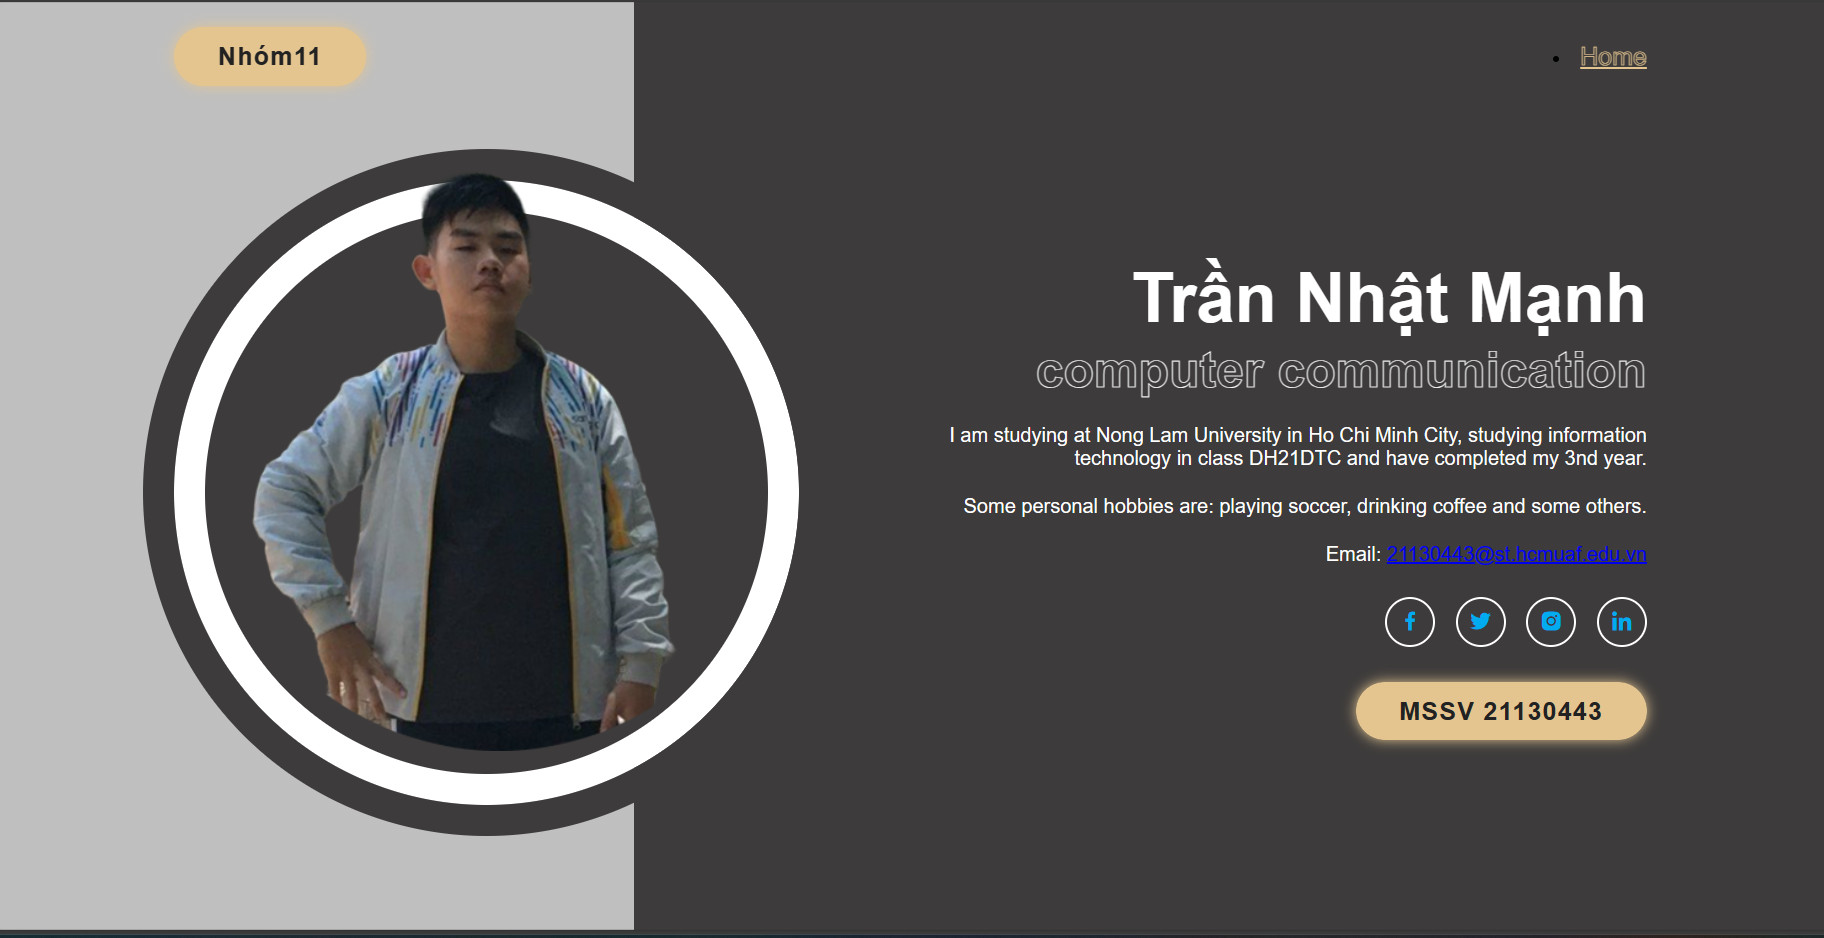 Nhóm11
Home
Trần Nhật Mạnh
computer communication
I am studying at Nong Lam University in Ho Chi Minh City, studying information
technology in class DH21DTC and have completed my 3nd year.
Some personal hobbies are: playing soccer, drinking coffee and some others.
Email: 21130443@st.hcmuaf.edu.vn
MSSV 21130443